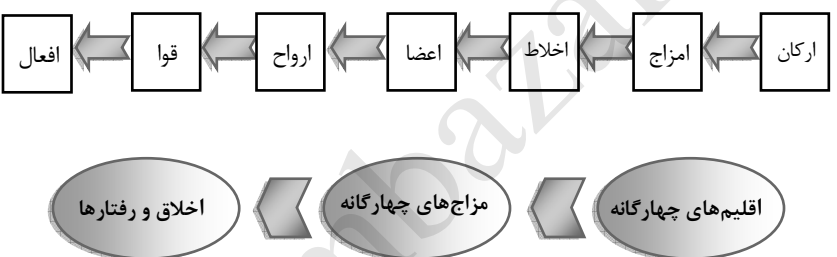 ارکان امزاج اخلاط اعضا ارواح قوا افعال
اقلیم‌های چهارگانه مزاج‌های چهارگانه اخلاق و رفتارها